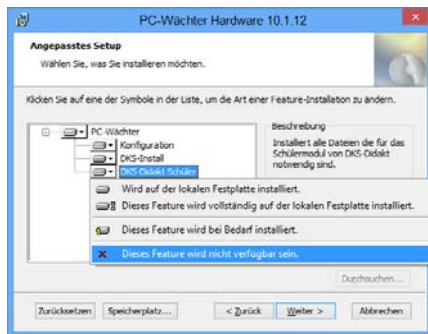 PC-Wächter Hardware 10.1.12
Angepasstes Setup
Wählen Sie, was Sie installieren möchten.
Klicken Sie auf eine der Symbole in der Liste, um die Art einer Feature-Installation zu ändern.
PC-Wächter
Konfiguration
DKS-Install
DKS-Didakt Schüler
Beschreibung
Installiert alle Dateien die für das
Schülermodul von DKS-Didakt
notwendig sind.
Wird auf der lokalen Festplatte installiert.
Dieses Feature wird vollständig auf der lokalen Festplatte installiert.
Dieses Feature wird bei Bedarf installiert.
Dieses Feature wird nicht verfügbar sein.
Durchsuchen...
Zurücksetzen
Speicherplatz...
< Zurück
Weiter >
Abbrechen